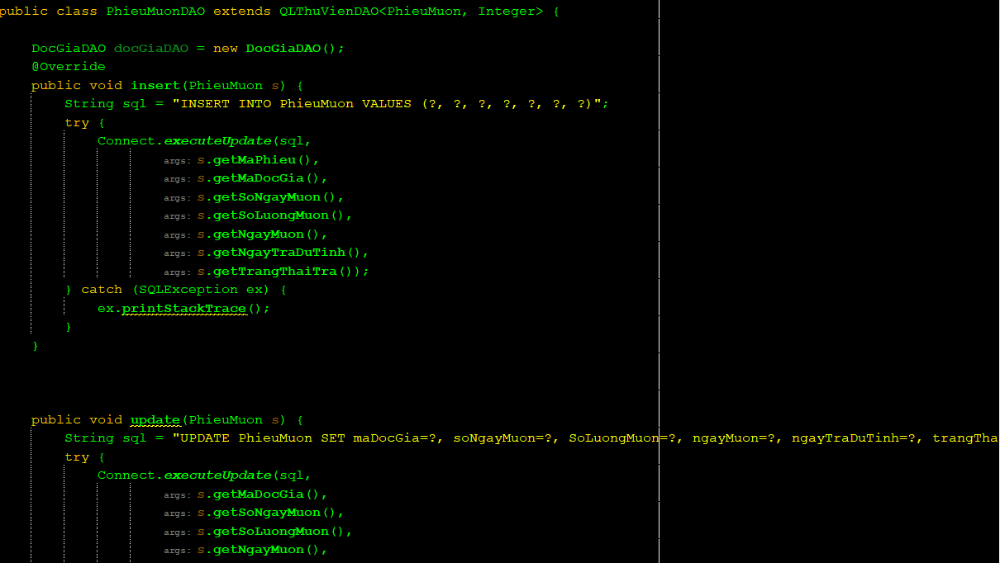 public class PhieuMuonDAO extends QLThuVienDAO<PhieuMuon, Integer> {
DocGiaDAO docGiaDAO = new DocGiaDAO();
@Override
public void insert(PhieuMuon s) {
String sql = "INSERT INTO PhieuMuon VALUES (?, ?, ?, ?, ?, ?, ?)";
try {
Connect.executeUpdate(sql,
args: s.getMaPhieu(),
args: s.getMaDocGia(),
args: s.getSoNgayMuon(),
args: s.getSoLuongMuon(),
args: s.getNgayMuon(),
args: s.getNgayTraDuTinh(),
args: s.getTrangThaiTra());
} catch (SQLException ex) {
ex.printStackTrace();
}
}
public void update(PhieuMuon s) {
String sql = "UPDATE PhieuMuon SET maDocGia=?, soNgayMuon=?, SoLuongMuon=?, ngayMuon=?, ngayTraDuTinh=?, trangTha
try {
Connect.executeUpdate(sql,
args: s.getMaDocGia(),
args: s.getSoNgayMuon(),
args: s.getSoLuongMuon(),
args: s.getNgayMuon(),